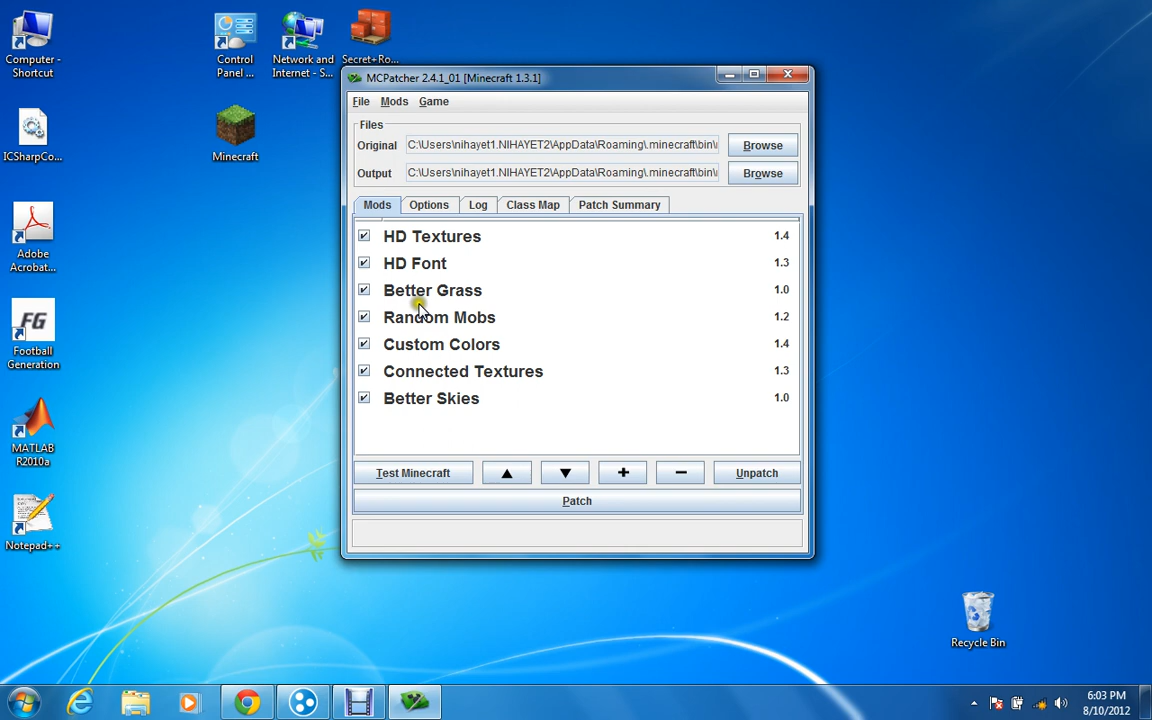 Computer -
Shortcut
Control
Panel ...
Network and
Internet - S...
Secret+Ro...
ICSharpCo...
Minecraft
Adobe
Acrobat...
FG
Football
Generation
MATLAB
R2010a
Notepad++
Recycle Bin
MCPatcher 2.4.1_01 [Minecraft 1.3.1]
File Mods Game
Files
Original C:\Users\nihayet1.NIHAYET2\AppData\Roaming\.minecraft\bin\ Browse
Output C:\Users\nihayet1.NIHAYET2\AppData\Roaming\.minecraft\bin\ Browse
Mods Options Log Class Map Patch Summary
HD Textures 1.4
HD Font 1.3
Better Grass 1.0
Random Mobs 1.2
Custom Colors 1.4
Connected Textures 1.3
Better Skies 1.0
Test Minecraft ▲ ▼ + − Unpatch
Patch
6:03 PM
8/10/2012